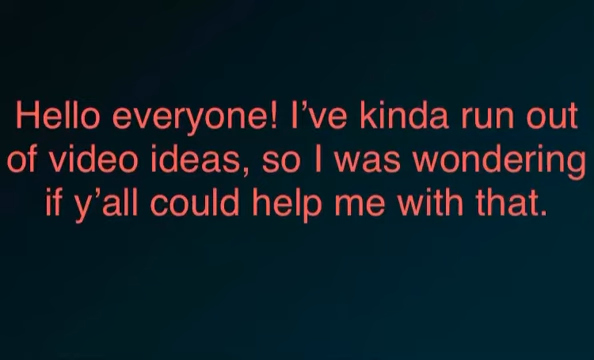 Hello everyone! I’ve kinda run out
of video ideas, so I was wondering
if y’all could help me with that.